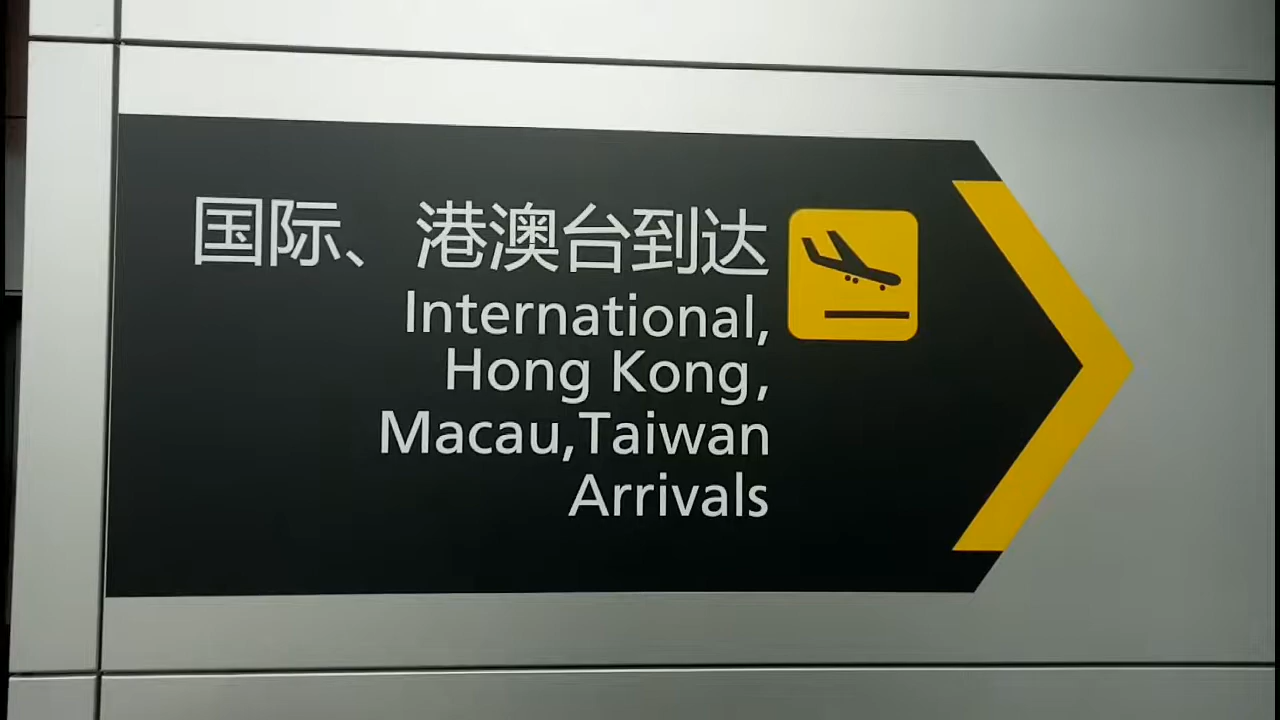 国际、港澳台到达
International,
Hong Kong,
Macau,Taiwan
Arrivals